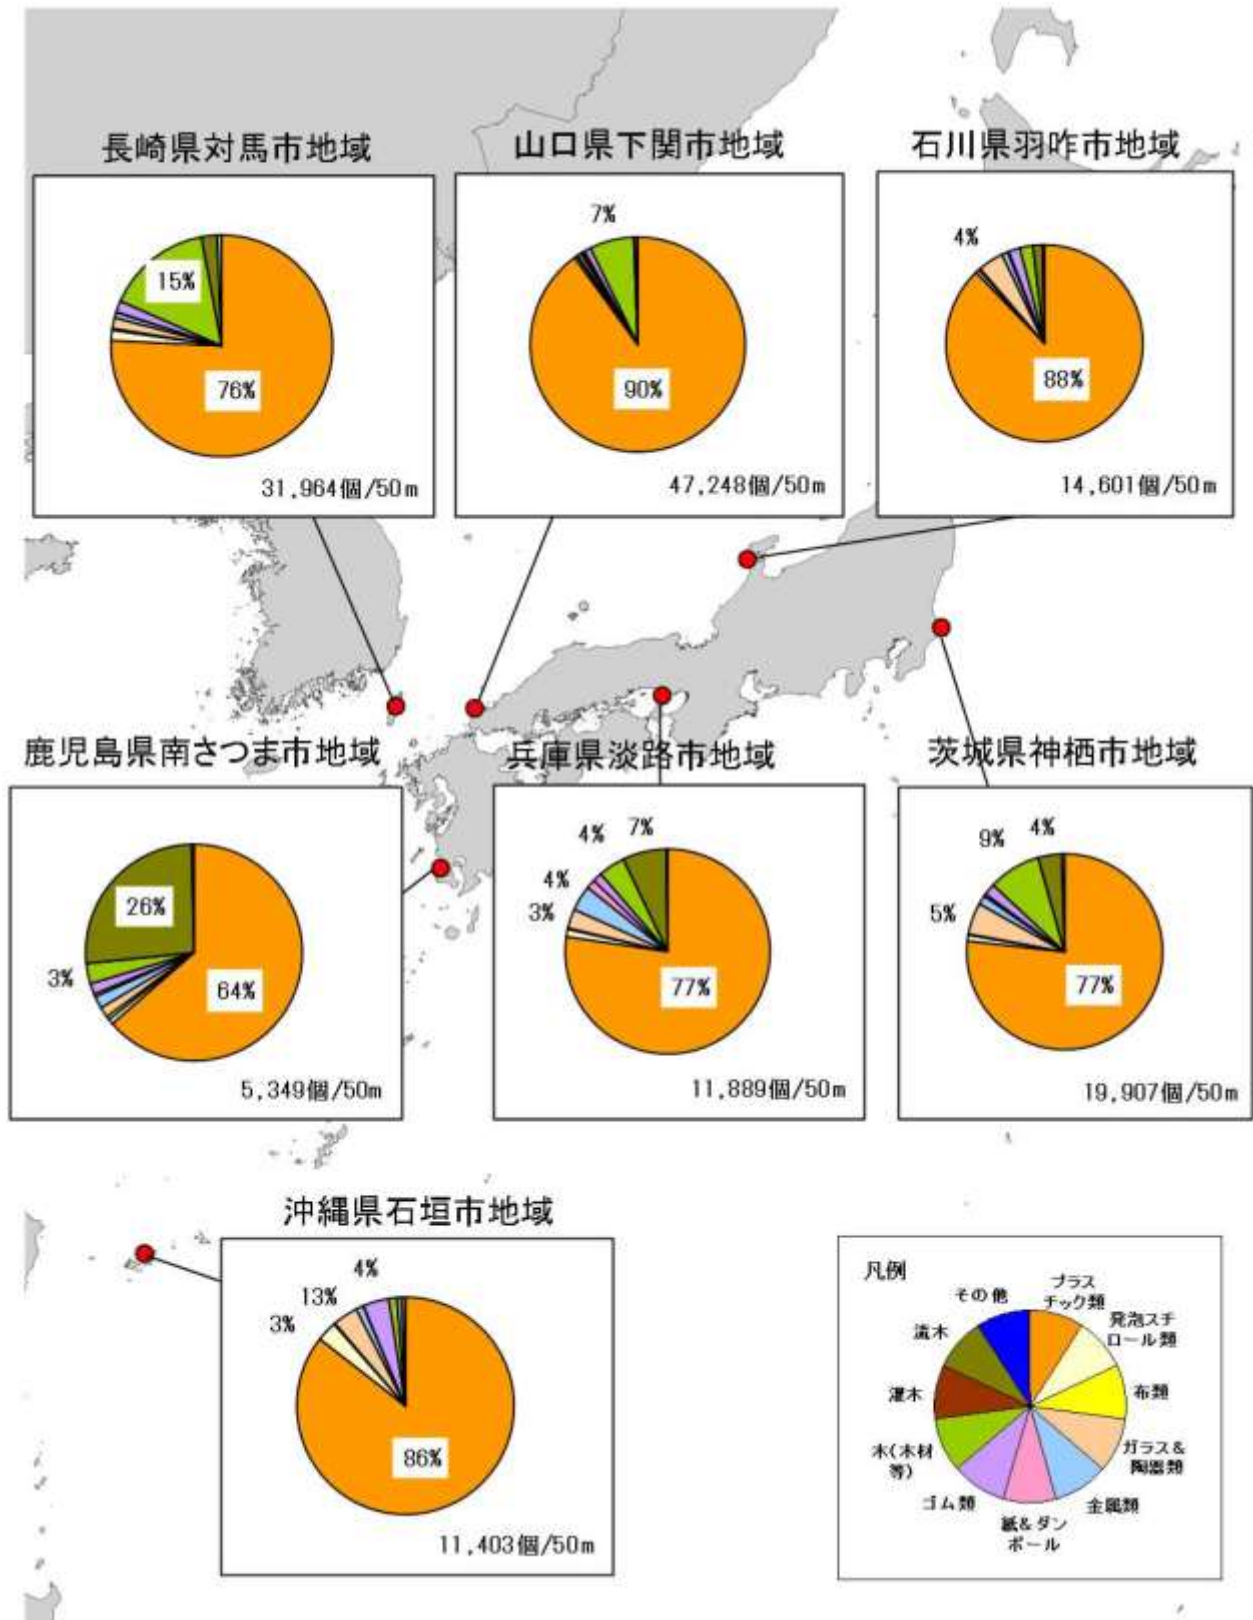 長崎県対馬市地域
15%
76%
31,964個/50m
山口県下関市地域
7%
90%
47,248個/50m
石川県羽咋市地域
4%
88%
14,601個/50m
鹿児島県南さつま市地域
26%
3%
64%
5,349個/50m
兵庫県淡路市地域
4%
7%
4%
3%
77%
11,889個/50m
茨城県神栖市地域
9%
4%
5%
77%
19,907個/50m
沖縄県石垣市地域
4%
13%
3%
86%
11,403個/50m
凡例
プラス
チック類
発泡スチ
ロール類
布類
ガラス&
陶器類
金属類
紙&ダン
ボール
ゴム類
木(木材
等)
灌木
流木
その他